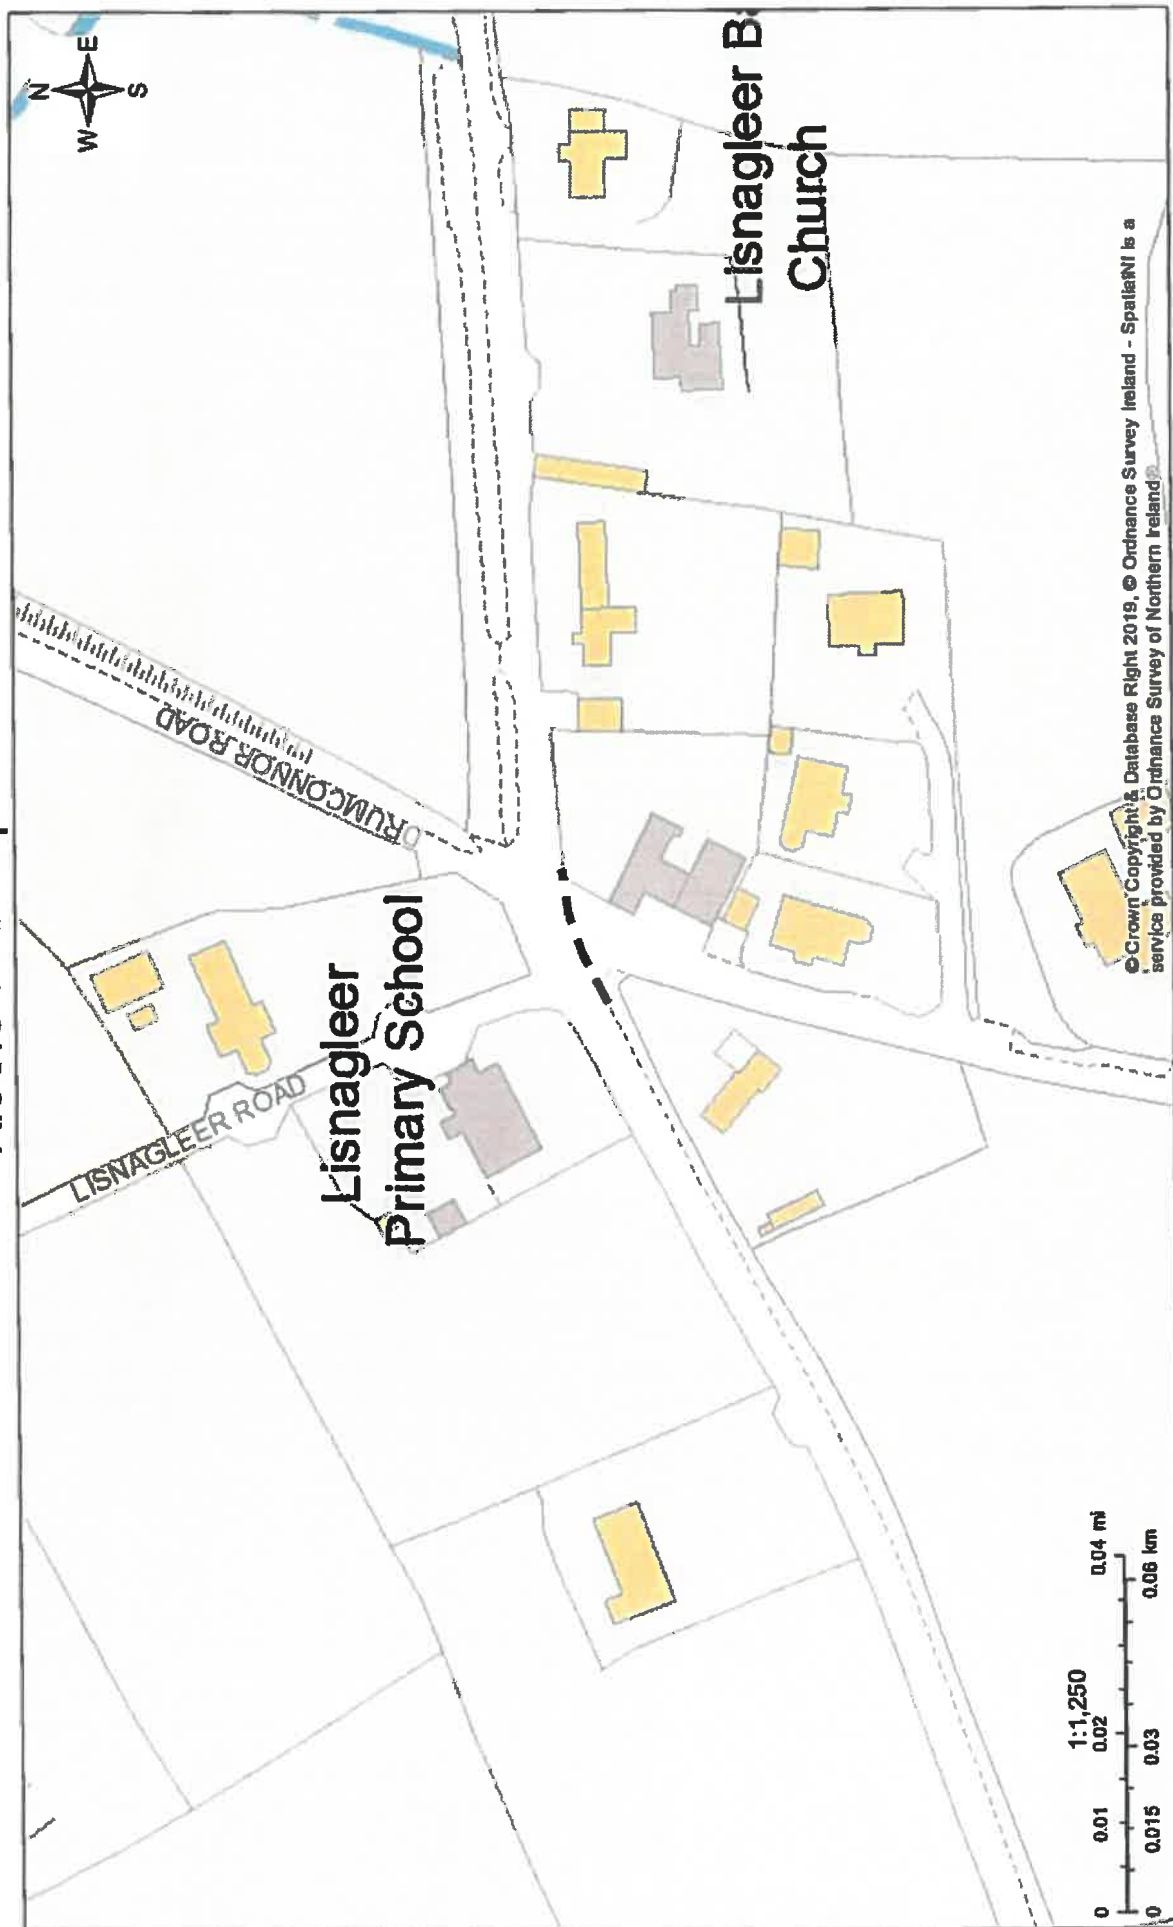 N
W E
S
DRUMCONNOR ROAD
LISNAGLEER ROAD
Lisnagleer
Primary School
Lisnagleer Ba
Church
1:1,250
0 0.01 0.02 0.04 mi
0 0.015 0.03 0.06 km
©Crown Copyright & Database Right 2019, © Ordnance Survey Ireland - SpatialNI is a
service provided by Ordnance Survey of Northern Ireland®